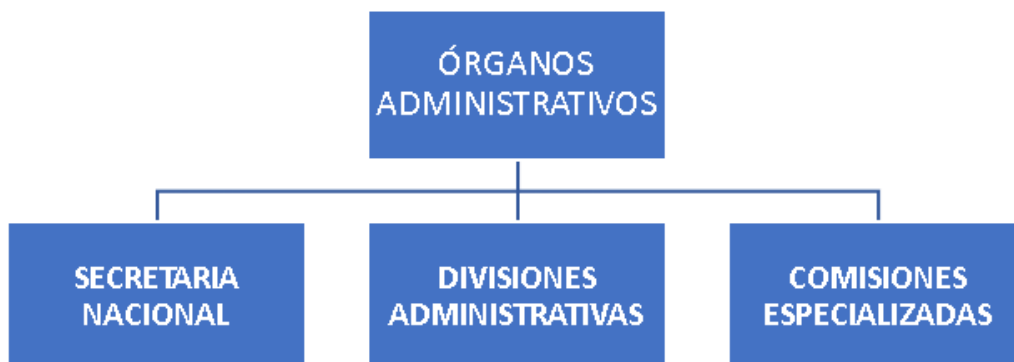 ÓRGANOS
ADMINISTRATIVOS
SECRETARIA
NACIONAL
DIVISIONES
ADMINISTRATIVAS
COMISIONES
ESPECIALIZADAS